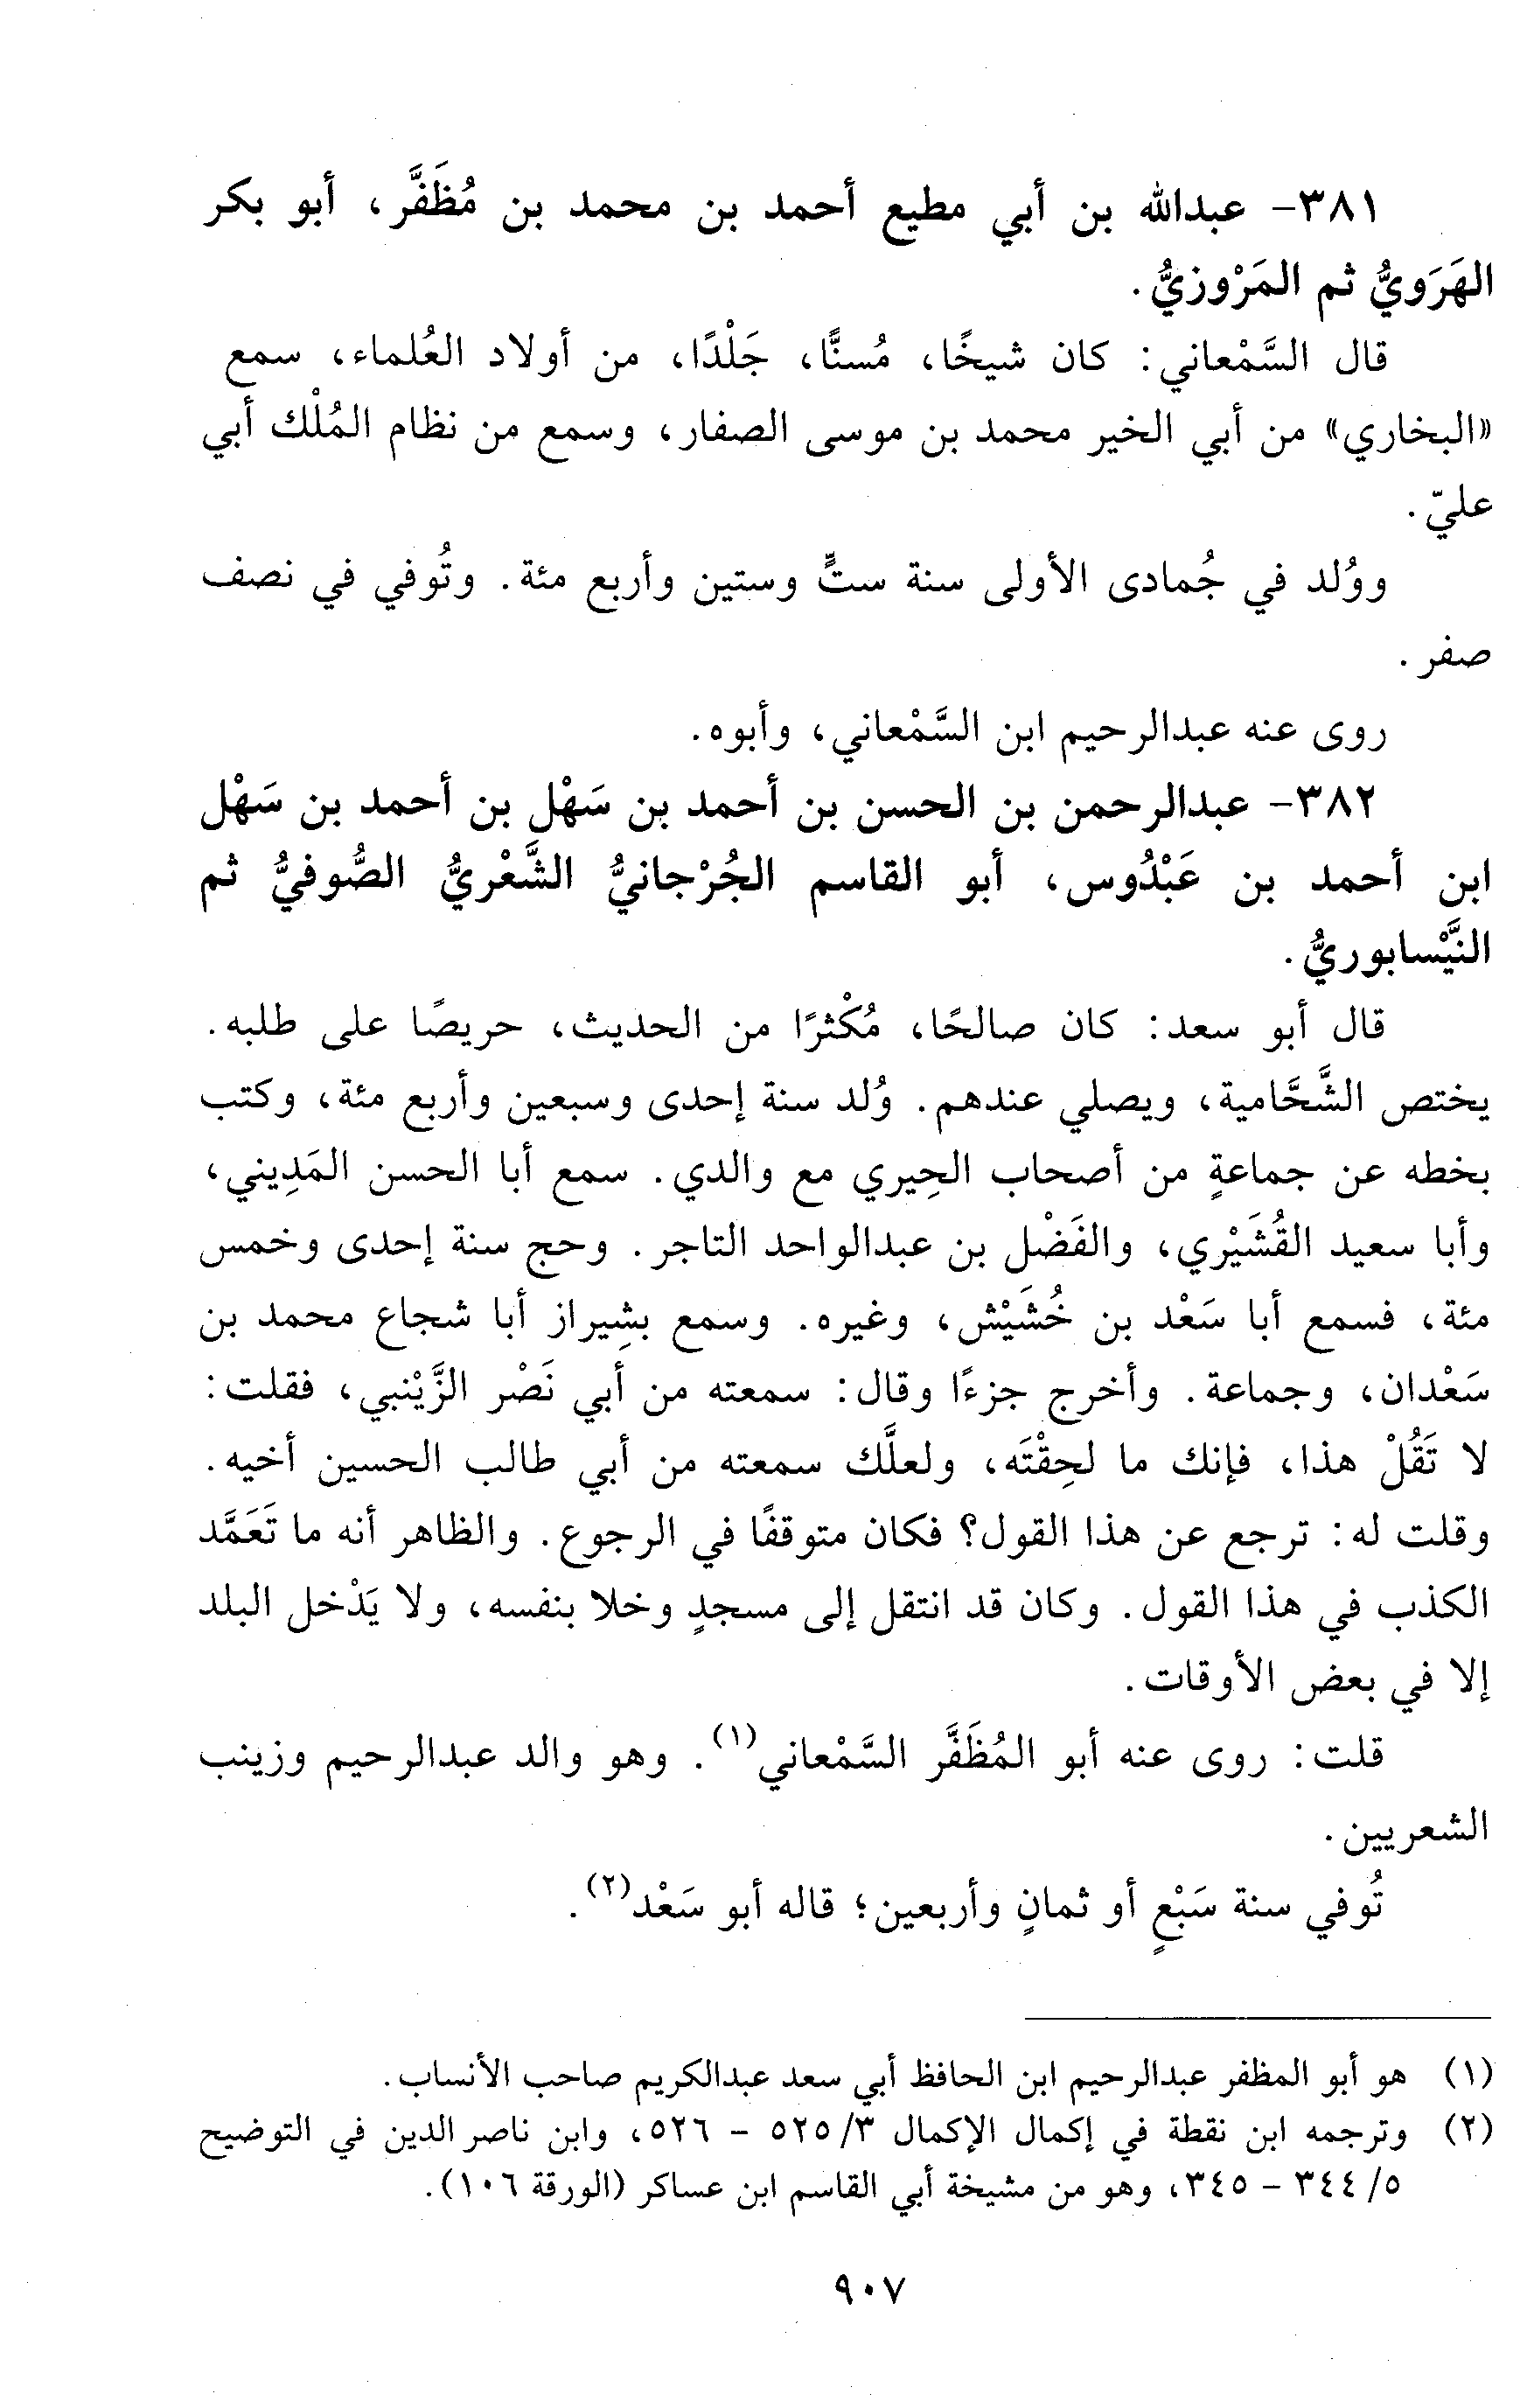 ٣٨١- عبدالله بن أبي مطيع أحمد بن محمد بن مُظَفَّر، أبو بكر
الهَرَويُّ ثم المَرْوزيُّ.
قال السَّمْعاني: كان شيخًا، مُسنًّا، جَلْدًا، من أولاد العُلماء، سمع
«البخاري» من أبي الخير محمد بن موسى الصفار، وسمع من نظام المُلْك أبي
عليّ.
ووُلد في جُمادى الأولى سنة ستٍّ وستين وأربع مئة. وتُوفي في نصف
صفر.
روى عنه عبدالرحيم ابن السَّمْعاني، وأبوه.
٣٨٢- عبدالرحمن بن الحسن بن أحمد بن سَهْل بن أحمد بن سَهْل
ابن أحمد بن عَبْدُوس، أبو القاسم الجُرْجانيُّ الشَّعْريُّ الصُّوفيُّ ثم
النَّيْسابوريُّ.
قال أبو سعد: كان صالحًا، مُكْثرًا من الحديث، حريصًا على طلبه.
يختص الشَّحَّامية، ويصلي عندهم. وُلد سنة إحدى وسبعين وأربع مئة، وكتب
بخطه عن جماعةٍ من أصحاب الحِيري مع والدي. سمع أبا الحسن المَدِيني،
وأبا سعيد القُشَيْري، والفَضْل بن عبدالواحد التاجر. وحج سنة إحدى وخمس
مئة، فسمع أبا سَعْد بن خُشَيْش، وغيره. وسمع بشِيراز أبا شجاع محمد بن
سَعْدان، وجماعة. وأخرج جزءًا وقال: سمعته من أبي نَصْر الزَّيْنبي، فقلت:
لا تَقُلْ هذا، فإنك ما لحِقْتَه، ولعلَّك سمعته من أبي طالب الحسين أخيه.
وقلت له: ترجع عن هذا القول؟ فكان متوقفًا في الرجوع. والظاهر أنه ما تَعَمَّد
الكذب في هذا القول. وكان قد انتقل إلى مسجدٍ وخلا بنفسه، ولا يَدْخل البلد
إلا في بعض الأوقات.
قلت: روى عنه أبو المُظَفَّر السَّمْعاني(١). وهو والد عبدالرحيم وزينب
الشعريين.
تُوفي سنة سَبْعٍ أو ثمانٍ وأربعين؛ قاله أبو سَعْد(٢).
(١) هو أبو المظفر عبدالرحيم ابن الحافظ أبي سعد عبدالكريم صاحب الأنساب.
(٢) وترجمه ابن نقطة في إكمال الإكمال ٣/ ٥٢٥ - ٥٢٦، وابن ناصر الدين في التوضيح
٥/ ٣٤٤ - ٣٤٥، وهو من مشيخة أبي القاسم ابن عساكر (الورقة ١٠٦).
٩٠٧